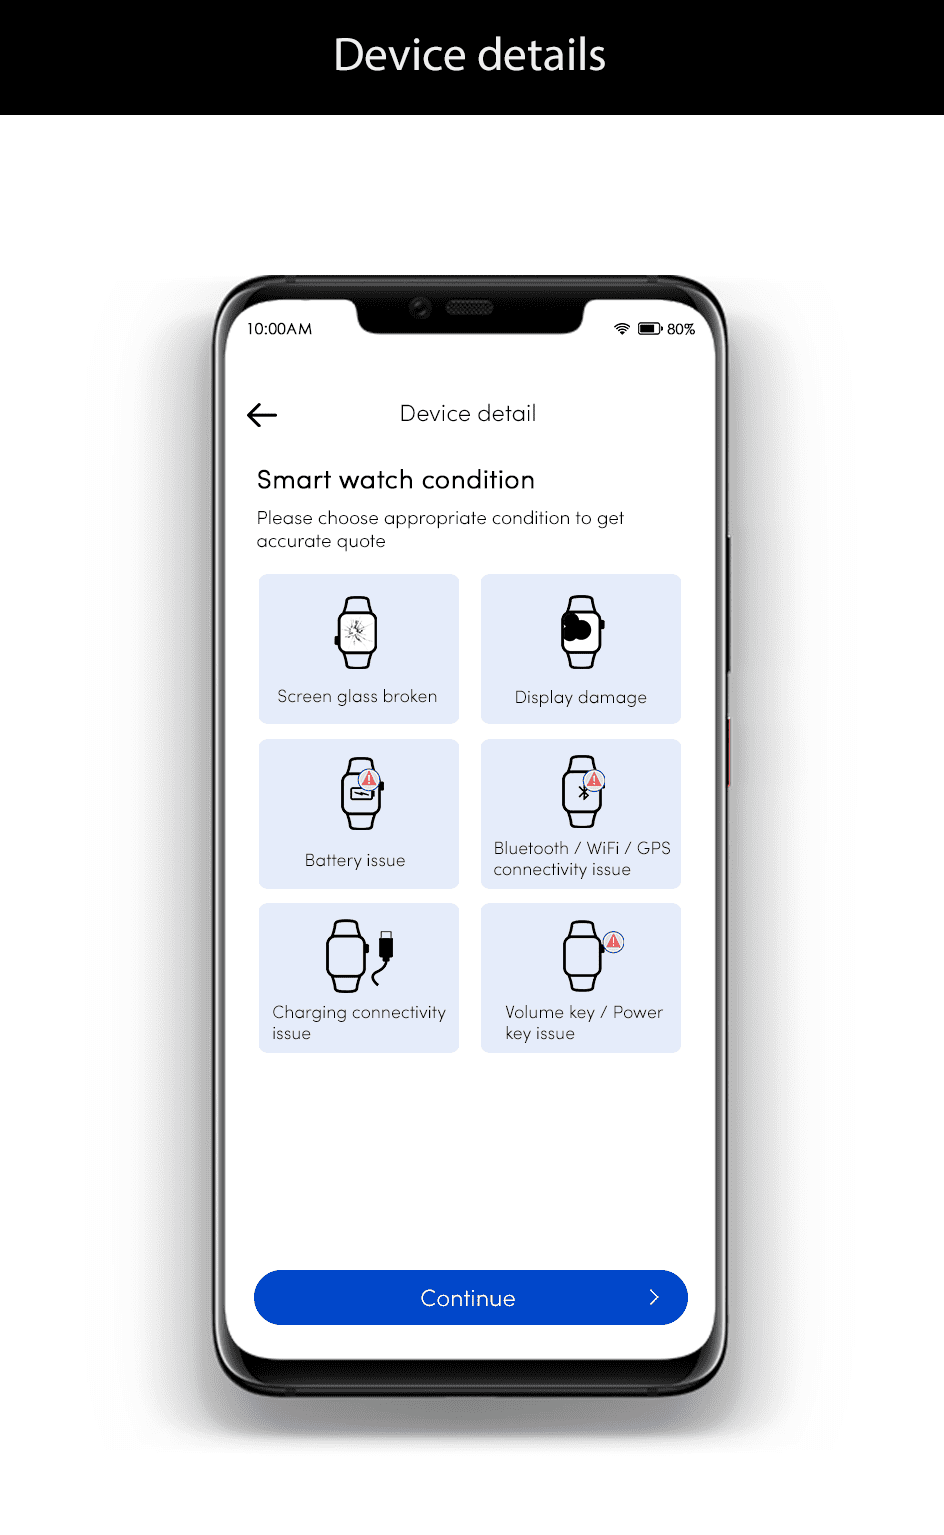 Device details
10:00AM
80%
Device detail
Smart watch condition
Please choose appropriate condition to get
accurate quote
Screen glass broken
Display damage
Battery issue
Bluetooth / WiFi / GPS
connectivity issue
Charging connectivity
issue
Volume key / Power
key issue
Continue